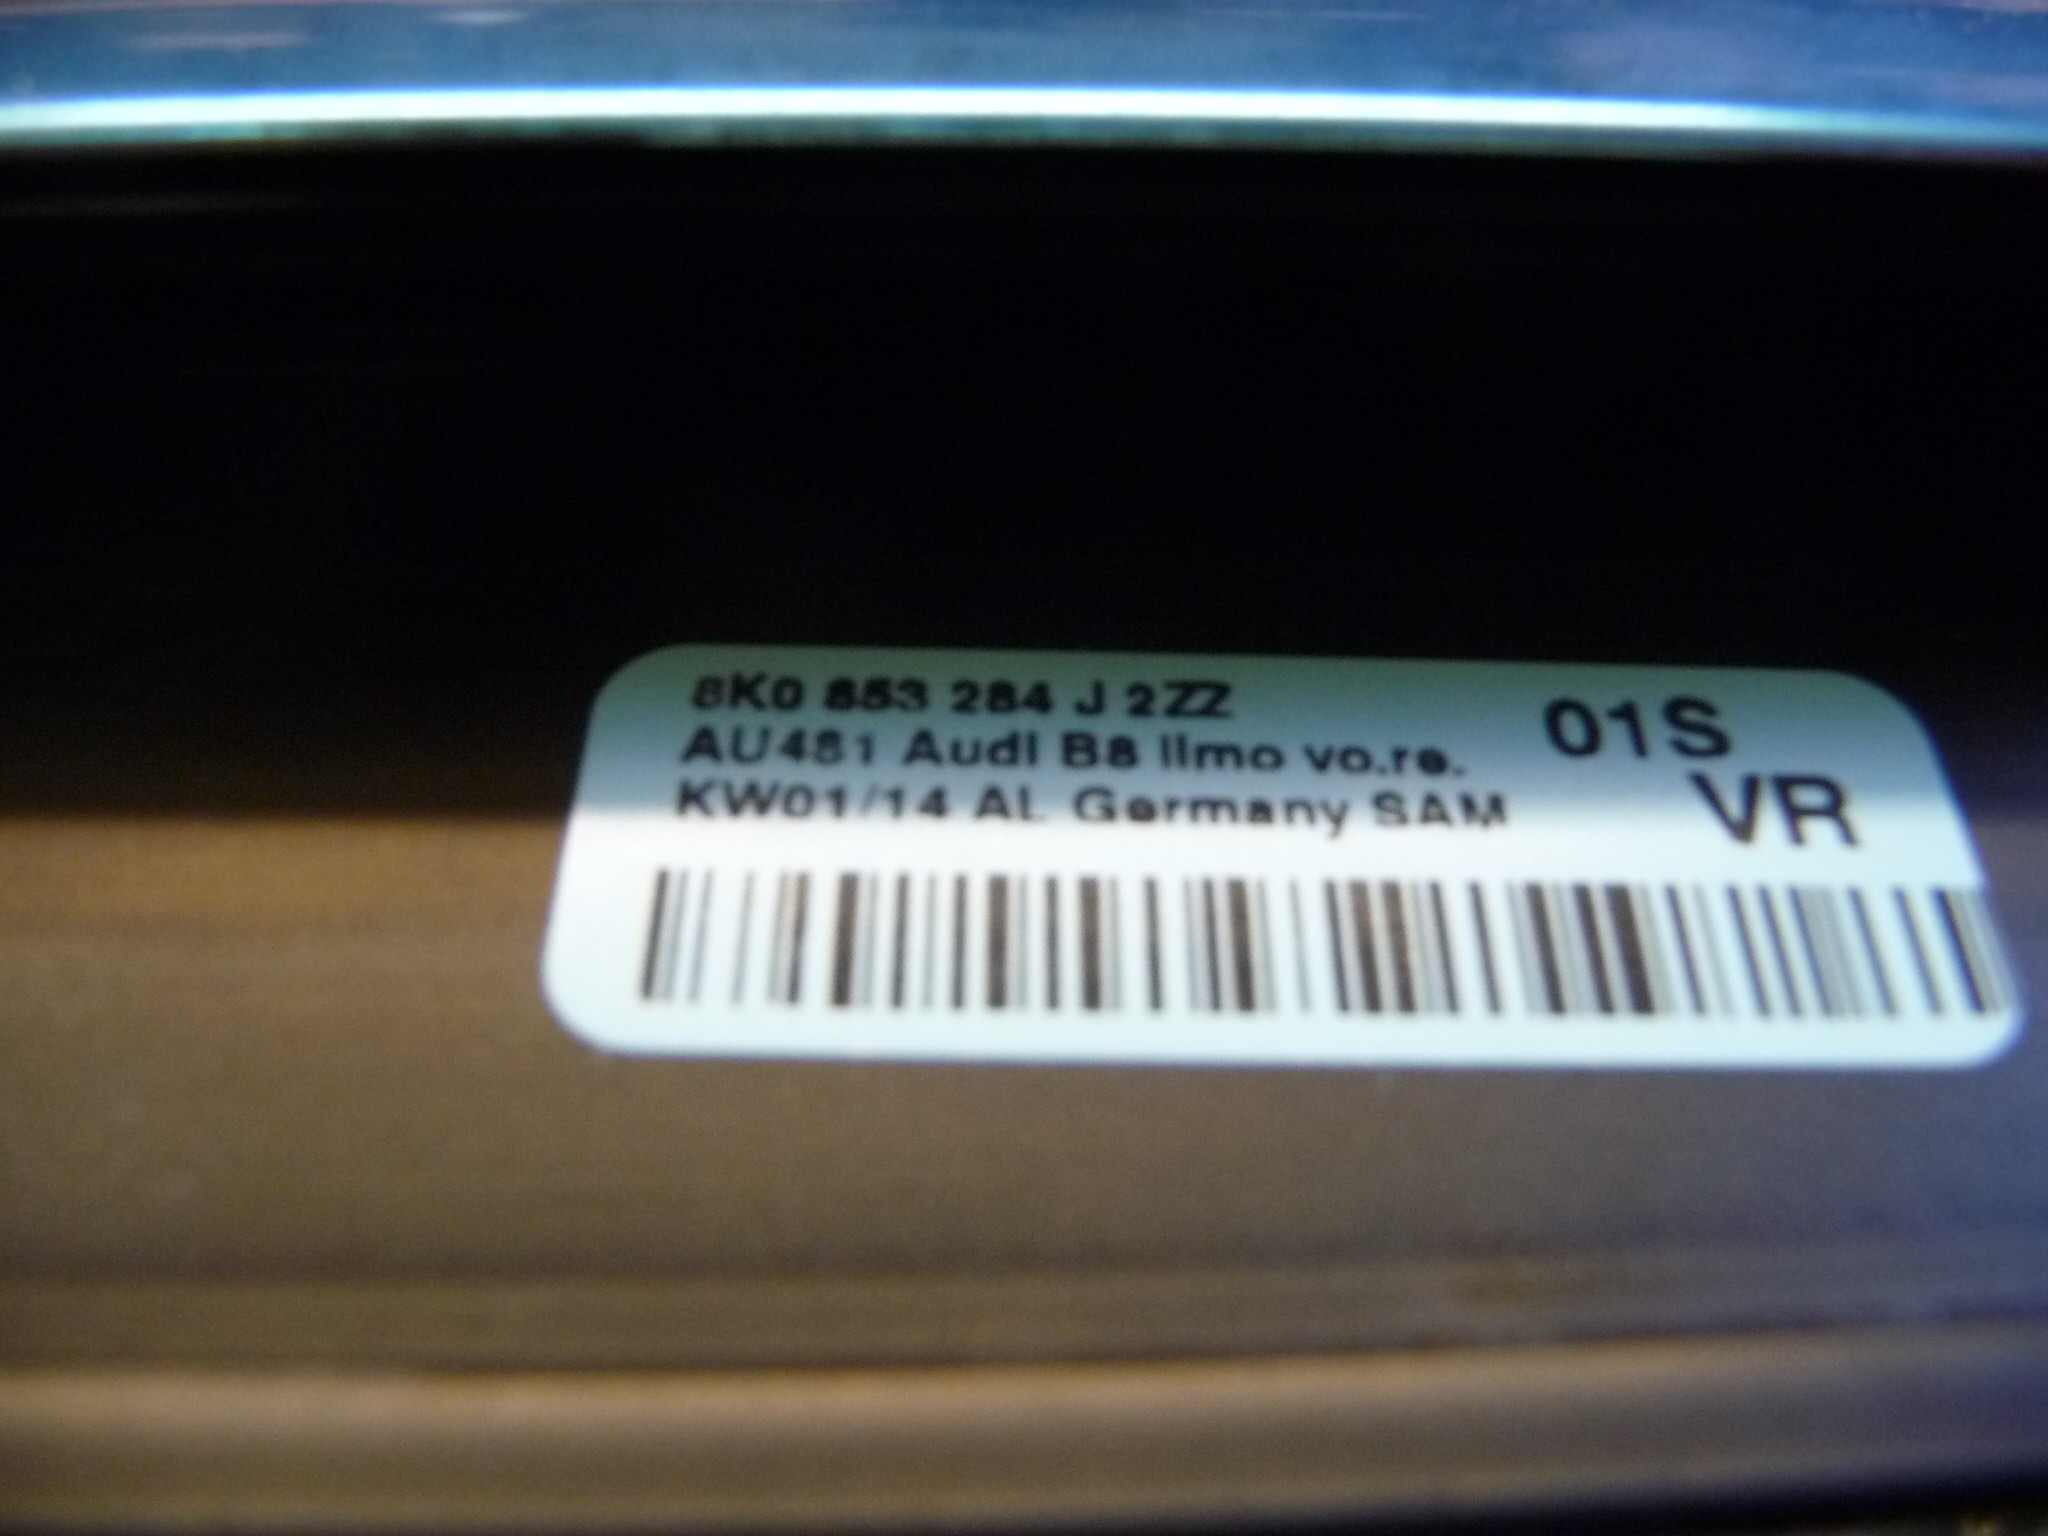 8K0 853 284 J 2ZZ
AU481 Audi B8 limo vo.re.
KW01/14 AL Germany SAM
01S
VR